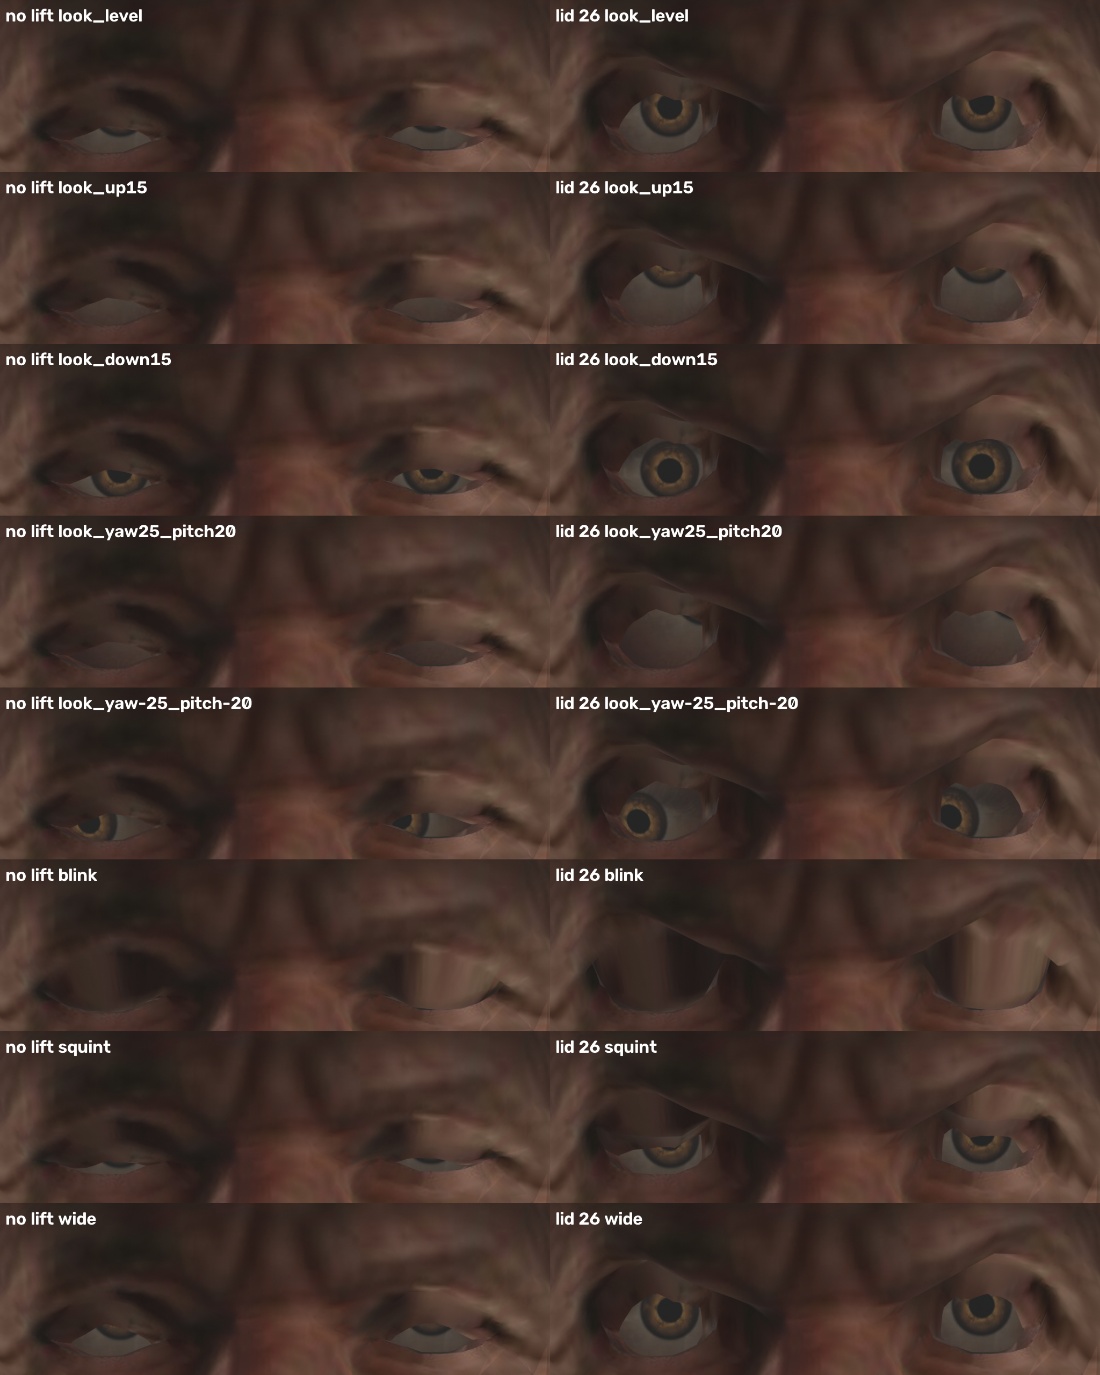 no lift look_level
lid 26 look_level
no lift look_up15
lid 26 look_up15
no lift look_down15
lid 26 look_down15
no lift look_yaw25_pitch20
lid 26 look_yaw25_pitch20
no lift look_yaw-25_pitch-20
lid 26 look_yaw-25_pitch-20
no lift blink
lid 26 blink
no lift squint
lid 26 squint
no lift wide
lid 26 wide